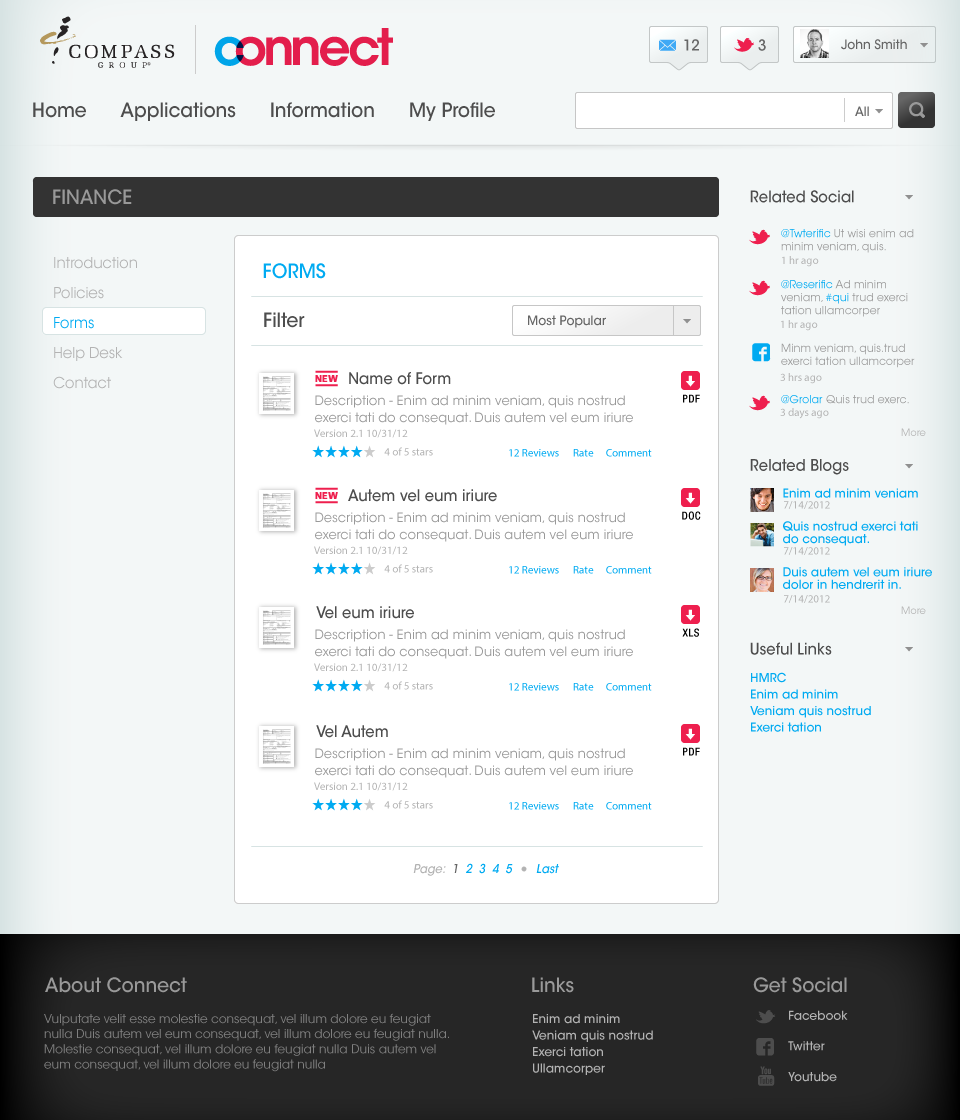 COMPASS
GROUP
connect
12
3
John Smith
Home
Applications
Information
My Profile
All
FINANCE
Introduction
Policies
Forms
Help Desk
Contact
FORMS
Filter
Most Popular
NEW Name of Form
Description - Enim ad minim veniam, quis nostrud
exerci tati do consequat. Duis autem vel eum iriure
Version 2.1 10/31/12
4 of 5 stars
12 Reviews Rate Comment
PDF
NEW Autem vel eum iriure
Description - Enim ad minim veniam, quis nostrud
exerci tati do consequat. Duis autem vel eum iriure
Version 2.1 10/31/12
4 of 5 stars
12 Reviews Rate Comment
DOC
Vel eum iriure
Description - Enim ad minim veniam, quis nostrud
exerci tati do consequat. Duis autem vel eum iriure
Version 2.1 10/31/12
4 of 5 stars
12 Reviews Rate Comment
XLS
Vel Autem
Description - Enim ad minim veniam, quis nostrud
exerci tati do consequat. Duis autem vel eum iriure
Version 2.1 10/31/12
4 of 5 stars
12 Reviews Rate Comment
PDF
Page: 1 2 3 4 5 • Last
Related Social
@Twterific Ut wisi enim ad
minim veniam, quis.
1 hr ago
@Reserific Ad minim
veniam, #qui trud exerci
tation ullamcorper
1 hr ago
Minm veniam, quis.trud
exerci tation ullamcorper
3 hrs ago
@Grolar Quis trud exerc.
3 days ago
More
Related Blogs
Enim ad minim veniam
7/14/2012
Quis nostrud exerci tati
do consequat.
7/14/2012
Duis autem vel eum iriure
dolor in hendrerit in.
7/14/2012
More
Useful Links
HMRC
Enim ad minim
Veniam quis nostrud
Exerci tation
About Connect
Vulputate velit esse molestie consequat, vel illum dolore eu feugiat
nulla Duis autem vel eum consequat, vel illum dolore eu feugiat nulla.
Molestie consequat, vel illum dolore eu feugiat nulla Duis autem vel
eum consequat, vel illum dolore eu feugiat nulla
Links
Enim ad minim
Veniam quis nostrud
Exerci tation
Ullamcorper
Get Social
Facebook
Twitter
You Tube Youtube